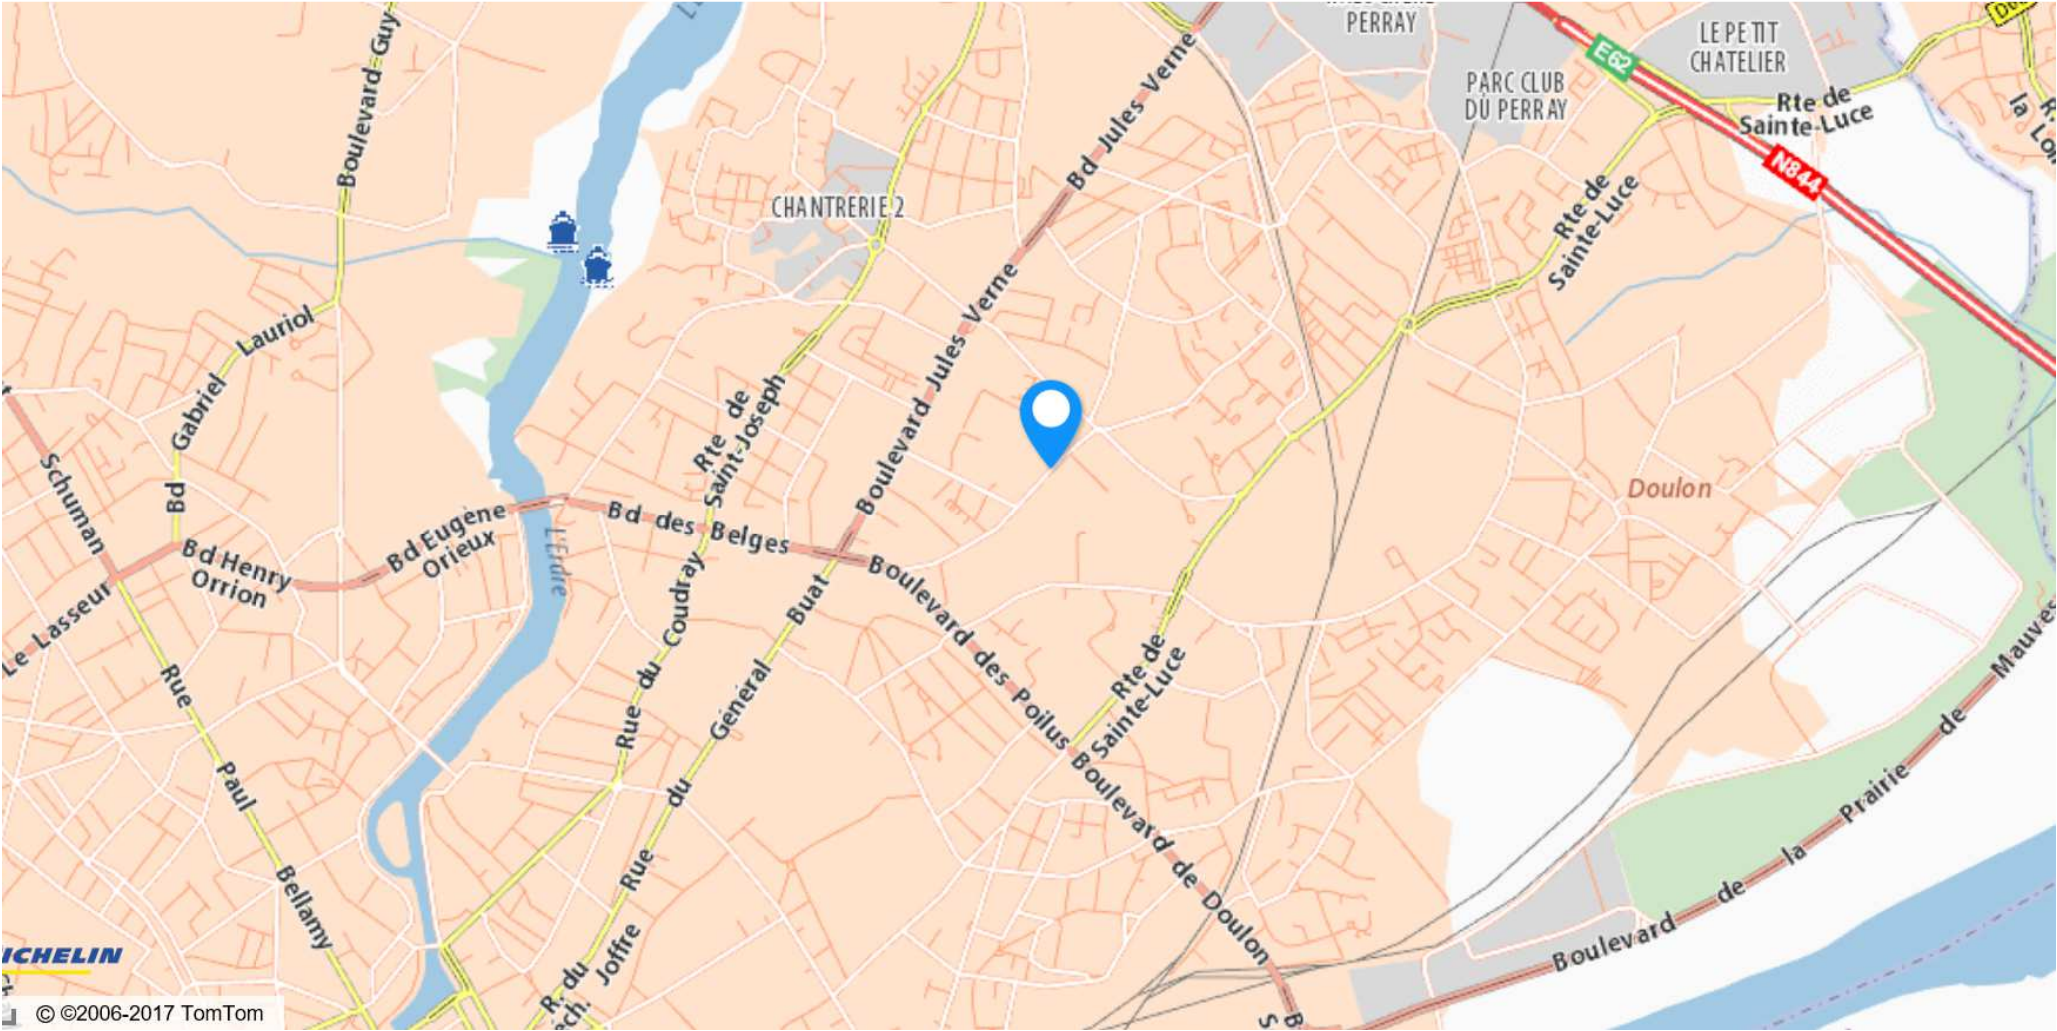 PERRAY
LE PETIT
CHATELIER
E62
PARC CLUB
DU PERRAY
Rte de
Sainte-Luce
N844
Boulevard Guy
Bd Jules Verne
CHANTRERIE 2
Rte de
Sainte-Luce
Bd Gabriel Lauriol
Boulevard Jules Verne
Rte de
Saint-Joseph
Schuman
Doulon
Bd Eugène
Orieux
Bd des Belges
L'Erdre
Bd Henry
Orrion
Le Lasseur
Boulevard des Poilus
Rue du Coudray
Rue du Général Buat
Rte de
Sainte-Luce
Rue Paul Bellamy
Boulevard de Doulon
Boulevard de la Prairie de Mauves
R. du
Joffre
ICHELIN
© ©2006-2017 TomTom